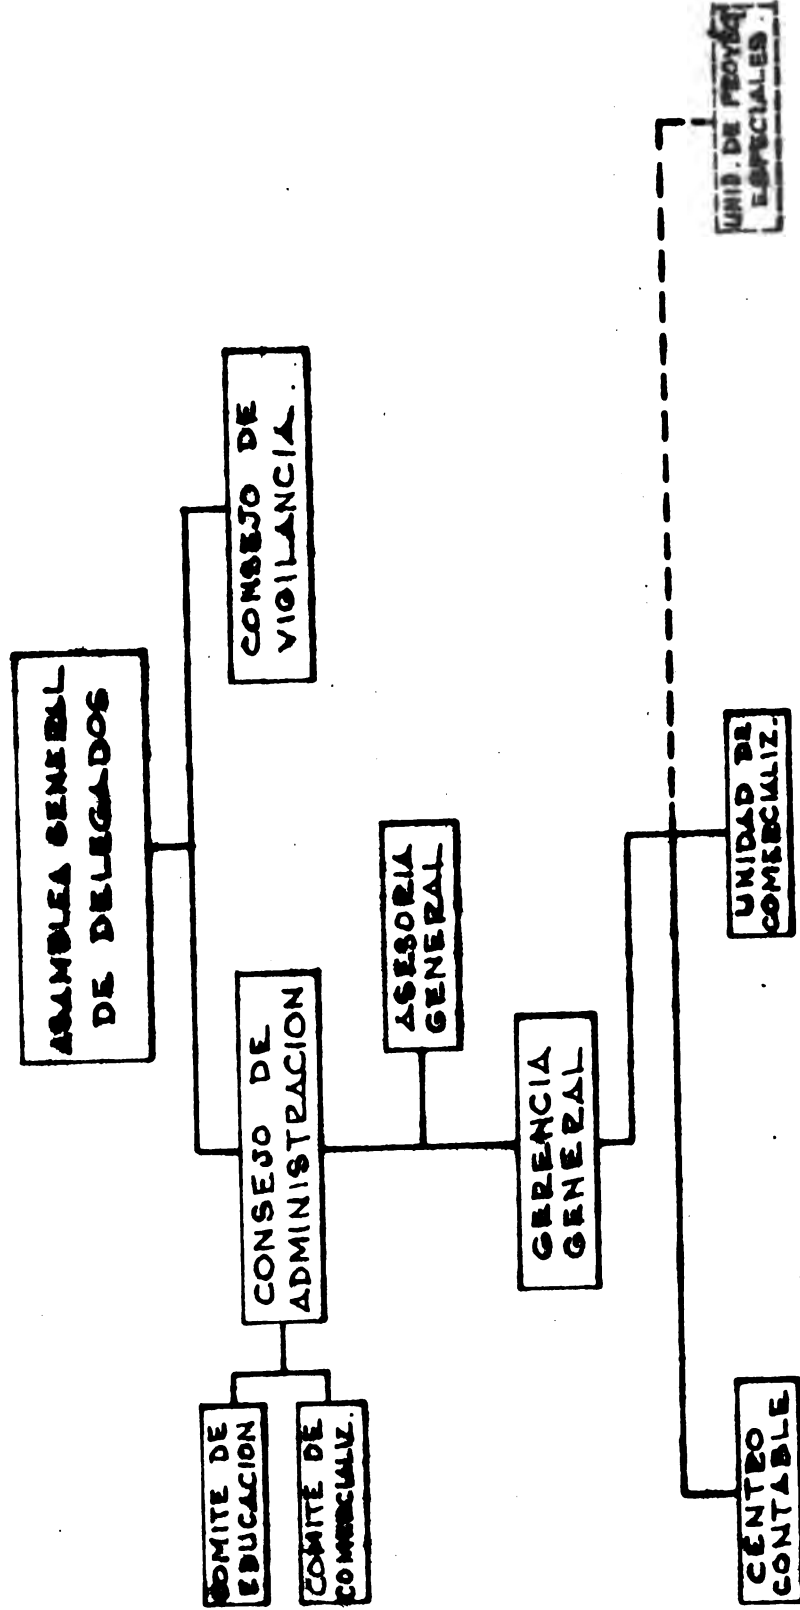 ASAMBLEA GENERAL
DE DELEGADOS
CONSEJO DE
VIGILANCIA.
CONSEJO DE
ADMINISTRACION
COMITE DE
EDUCACION
COMITE DE
COMERCIALIZ.
ASESORIA
GENERAL
GERENCIA
GENERAL
CENTRO
CONTABLE
UNIDAD DE
COMERCIALIZ.
UNID. DE PROYEC
ESPECIALES.